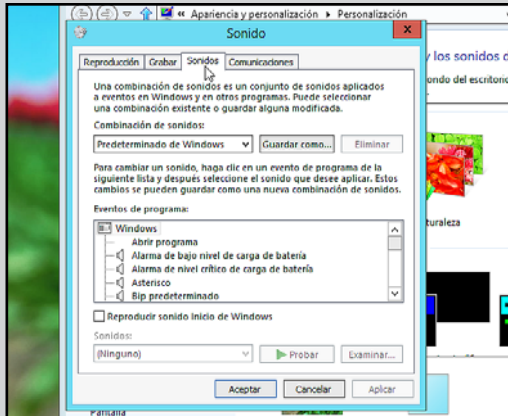 « Apariencia y personalización ▸ Personalización
Sonido
Reproducción Grabar Sonidos Comunicaciones
Una combinación de sonidos es un conjunto de sonidos aplicados
a eventos en Windows y en otros programas. Puede seleccionar
una combinación existente o guardar alguna modificada.
Combinación de sonidos:
Predeterminado de Windows Guardar como... Eliminar
Para cambiar un sonido, haga clic en un evento de programa de la
siguiente lista y después seleccione el sonido que desee aplicar. Estos
cambios se pueden guardar como una nueva combinación de sonidos.
Eventos de programa:
Windows
Abrir programa
Alarma de bajo nivel de carga de batería
Alarma de nivel crítico de carga de batería
Asterisco
Bip predeterminado
Reproducir sonido Inicio de Windows
Sonidos:
(Ninguno) Probar Examinar...
Aceptar Cancelar Aplicar
y los sonidos d
ondo del escritorio
turaleza
Pantalla